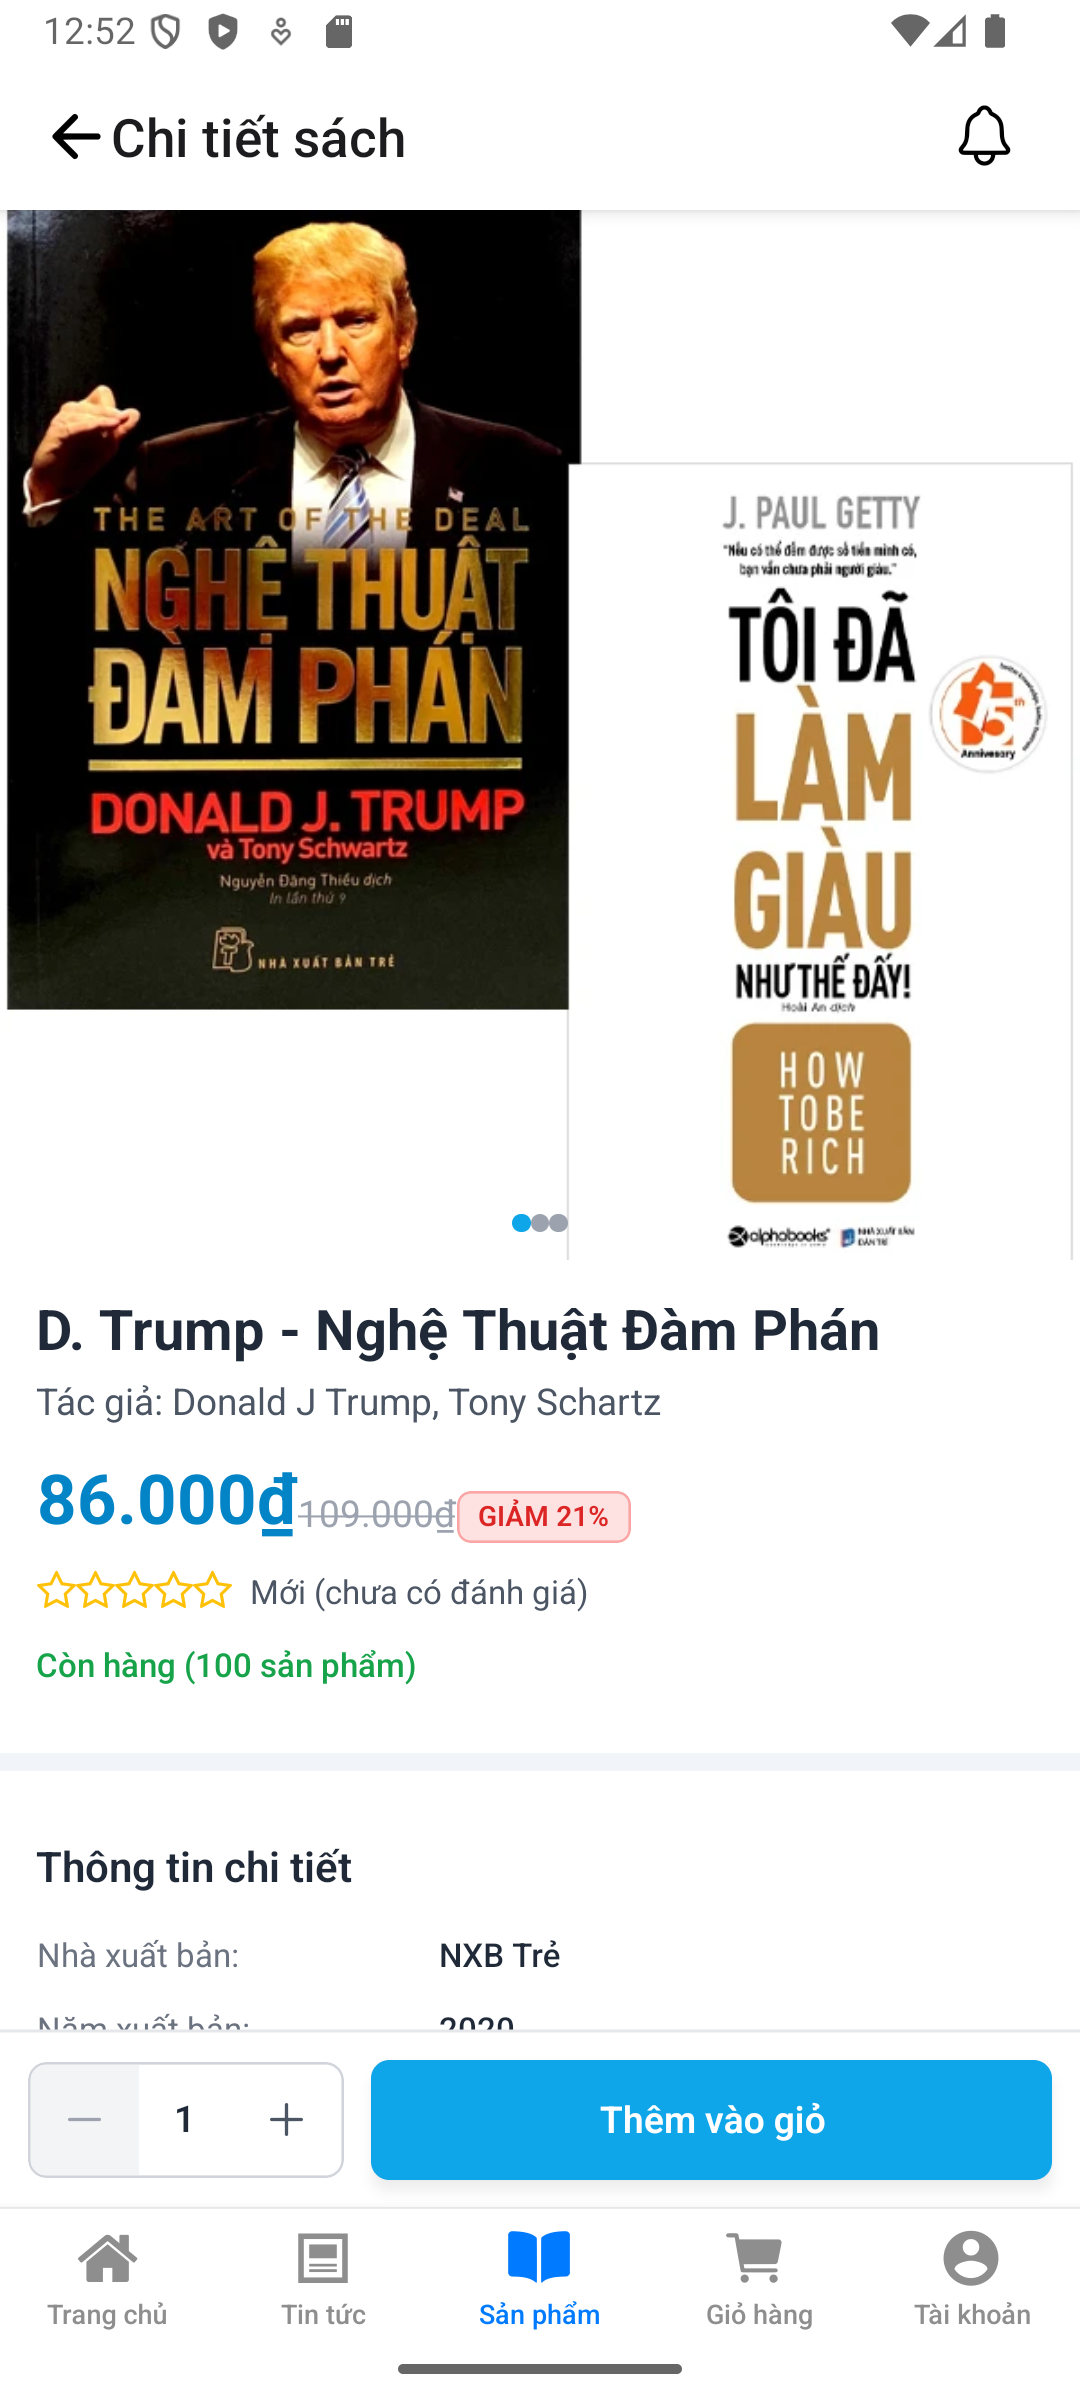 12:52
Chi tiết sách
THE ART OF THE DEAL
NGHỆ THUẬT
ĐÀM PHÁN
DONALD J. TRUMP
và Tony Schwartz
Nguyễn Đăng Thiều dịch
In lần thứ 9
NHÀ XUẤT BẢN TRẺ
J. PAUL GETTY
"Nếu có thể đếm được số tiền mình có,
bạn vẫn chưa phải người giàu."
TÔI ĐÃ
LÀM
GIÀU
NHƯ THẾ ĐẤY!
Hoài An dịch
15th
Anniversary
HOW
TO BE
RICH
alphabooks
NHÀ XUẤT BẢN
DÂN TRÍ
D. Trump - Nghệ Thuật Đàm Phán
Tác giả: Donald J Trump, Tony Schartz
86.000₫ 109.000₫ GIẢM 21%
Mới (chưa có đánh giá)
Còn hàng (100 sản phẩm)
Thông tin chi tiết
Nhà xuất bản: NXB Trẻ
Năm xuất bản: 2020
1
Thêm vào giỏ
Trang chủ
Tin tức
Sản phẩm
Giỏ hàng
Tài khoản